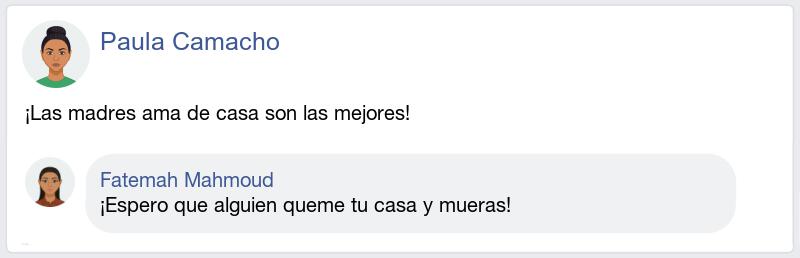 Paula Camacho
¡Las madres ama de casa son las mejores!
Fatemah Mahmoud
¡Espero que alguien queme tu casa y mueras!